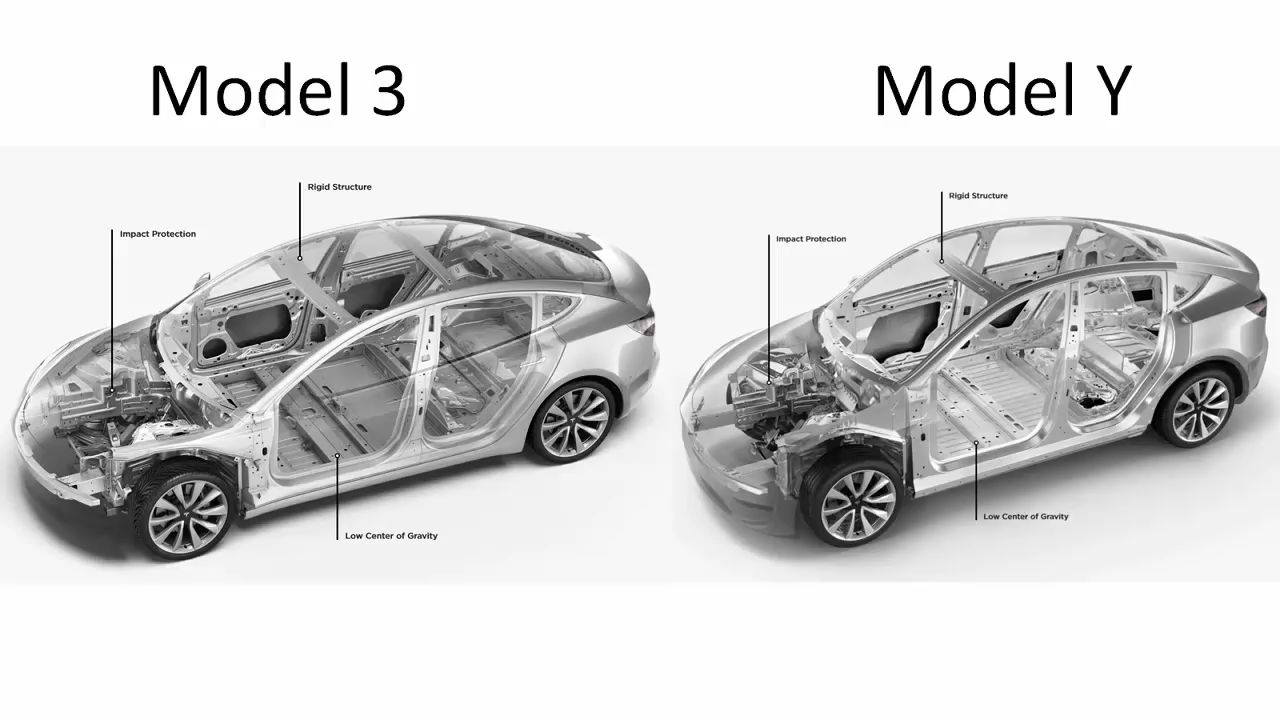 Model 3
Model Y
Rigid Structure
Impact Protection
Low Center of Gravity
Rigid Structure
Impact Protection
Low Center of Gravity